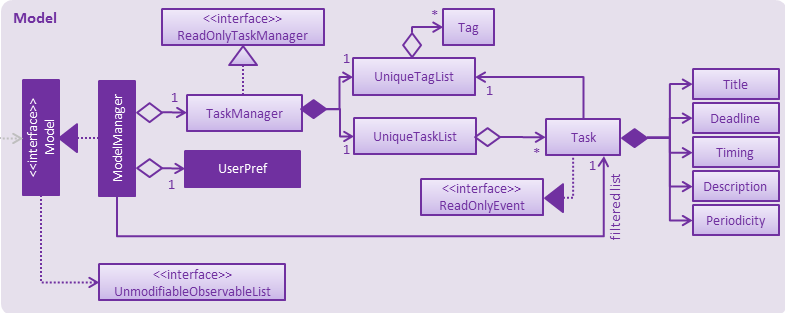 Model
<<interface>>
ReadOnlyTaskManager
*
Tag
1
UniqueTagList
1
Title
<<interface>>
Model
ModelManager
1
TaskManager
Deadline
1
UniqueTaskList
*
Task
1
Timing
1
UserPref
<<interface>>
ReadOnlyEvent
filtered list
Description
Periodicity
<<interface>>
UnmodifiableObservableList